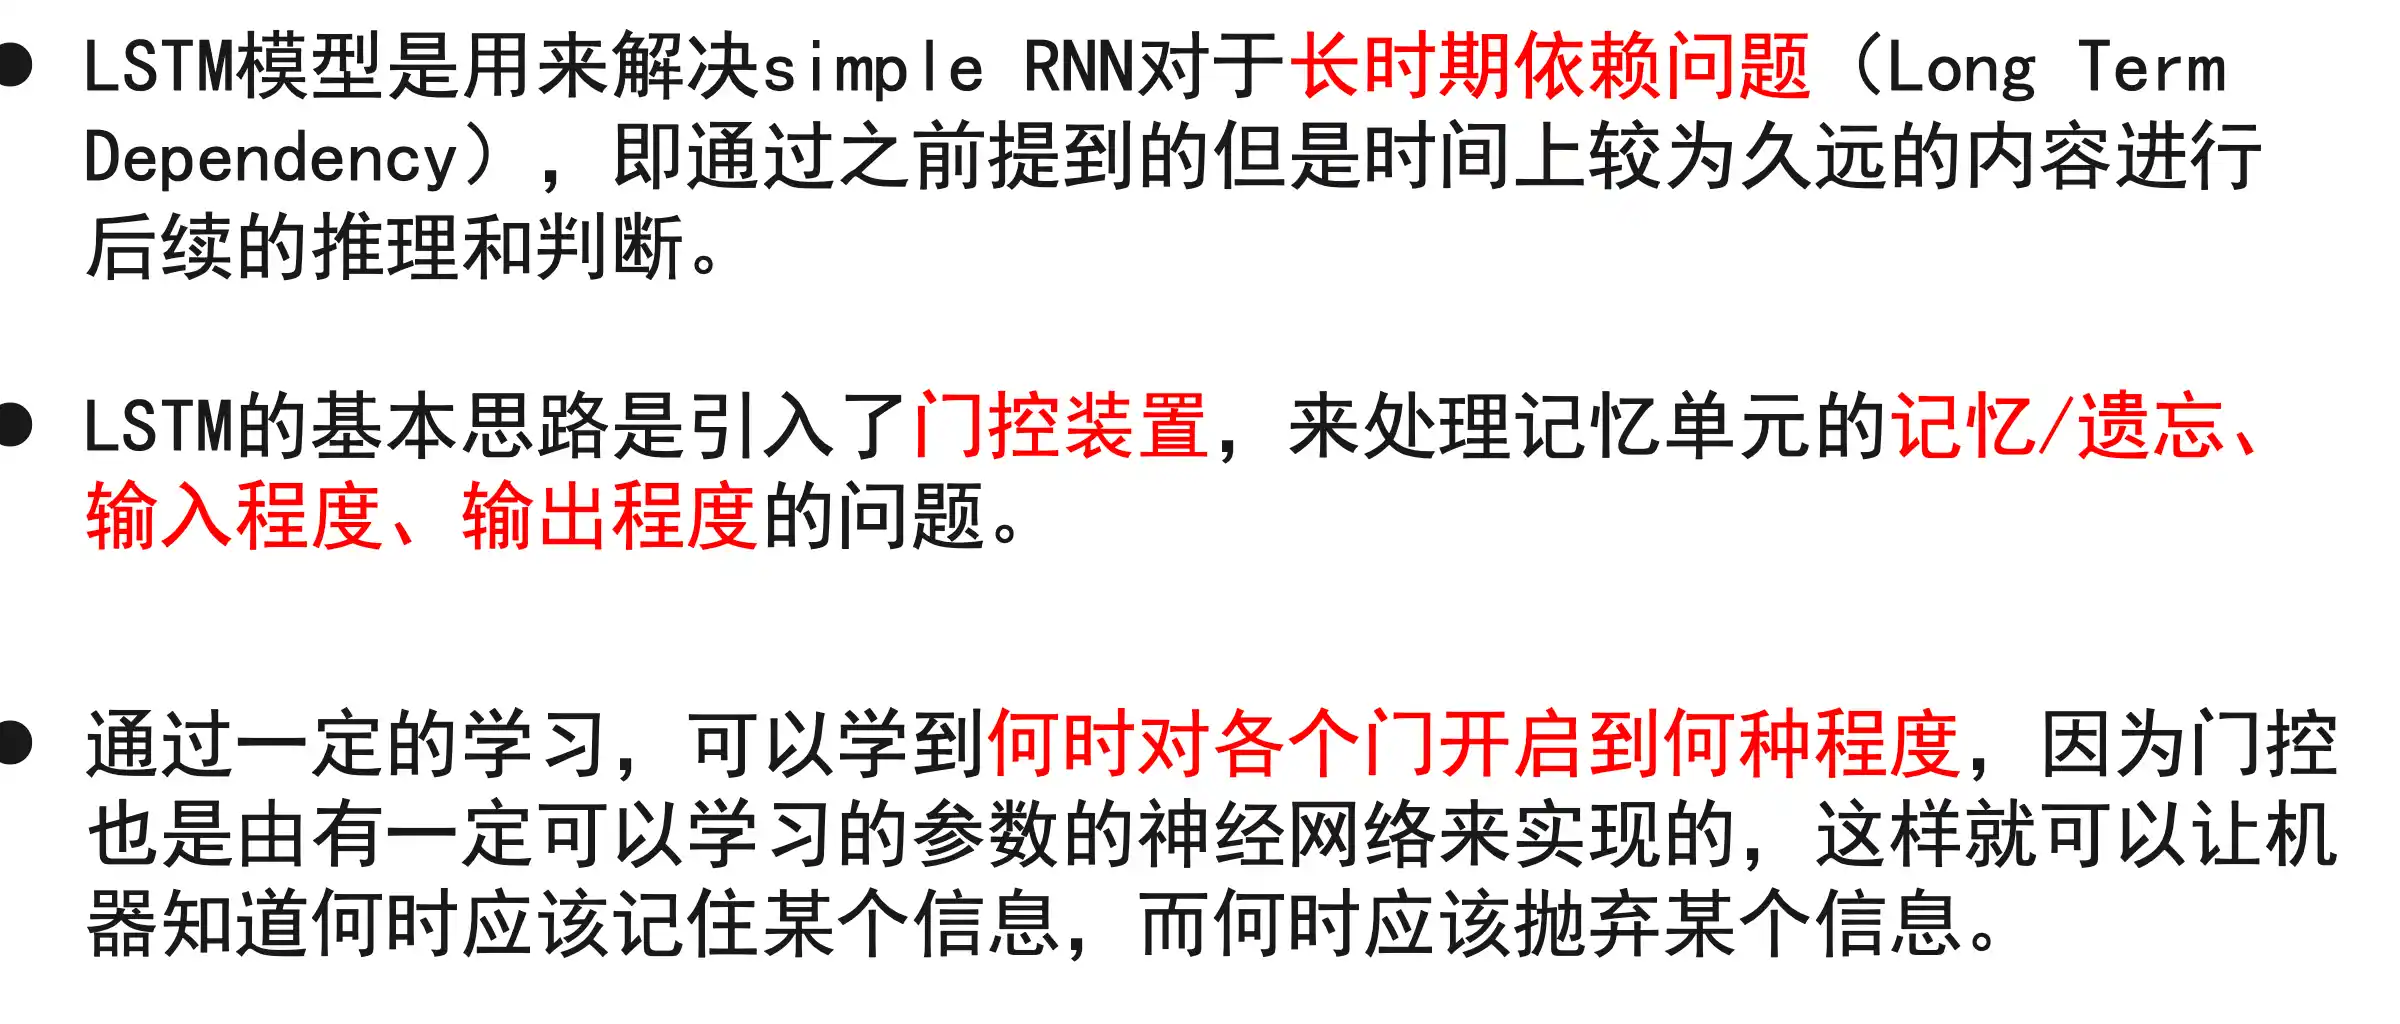 ● LSTM模型是用来解决simple RNN对于长时期依赖问题（Long Term
Dependency），即通过之前提到的但是时间上较为久远的内容进行
后续的推理和判断。
● LSTM的基本思路是引入了门控装置，来处理记忆单元的记忆/遗忘、
输入程度、输出程度的问题。
● 通过一定的学习，可以学到何时对各个门开启到何种程度，因为门控
也是由有一定可以学习的参数的神经网络来实现的，这样就可以让机
器知道何时应该记住某个信息，而何时应该抛弃某个信息。